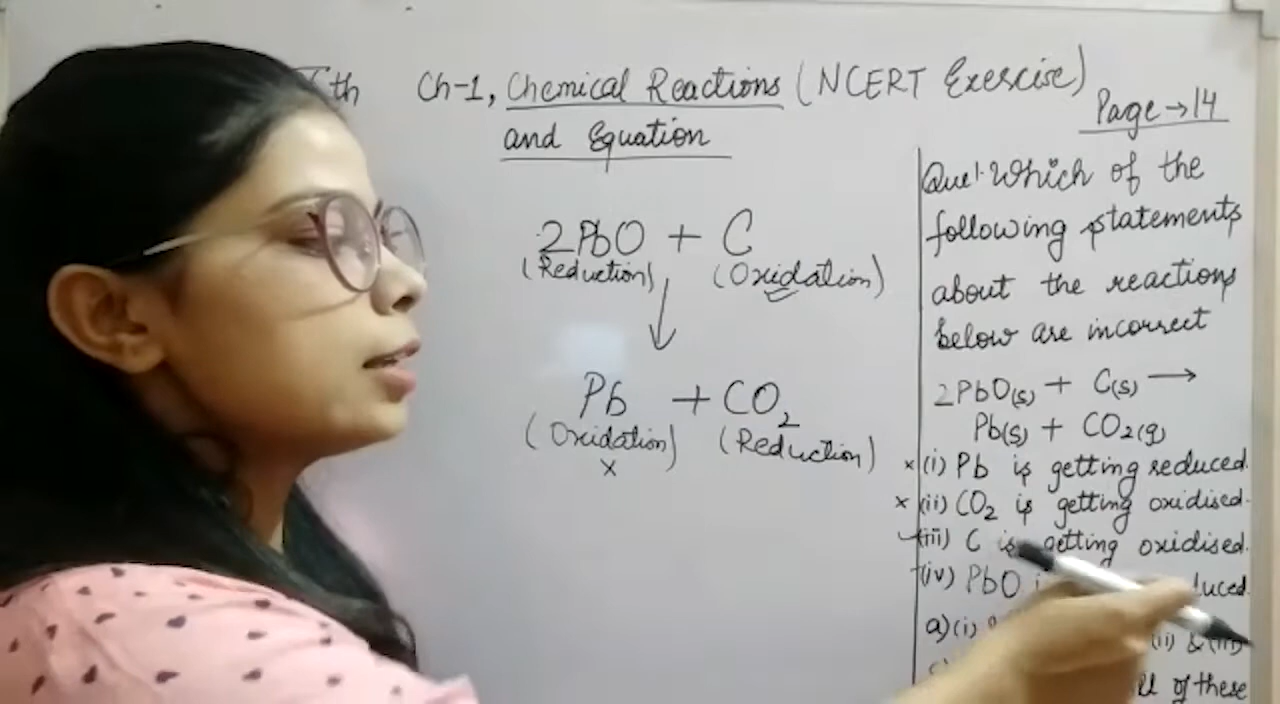 th Ch-1, Chemical Reactions (NCERT Exercise)
and Equation
Page → 14
2PbO + C
(Reduction) (Oxidation)
↓
Pb + CO₂
(Oxidation) (Reduction)
x
Que1. Which of the
following statements
about the reactions
below are incorrect
2PbO(s) + C(s) →
Pb(s) + CO₂(g)
x (i) Pb is getting reduced.
x (ii) CO₂ is getting oxidised.
(iii) C is getting oxidised.
(iv) PbO
a) (i) (ii) & (iii)
of these